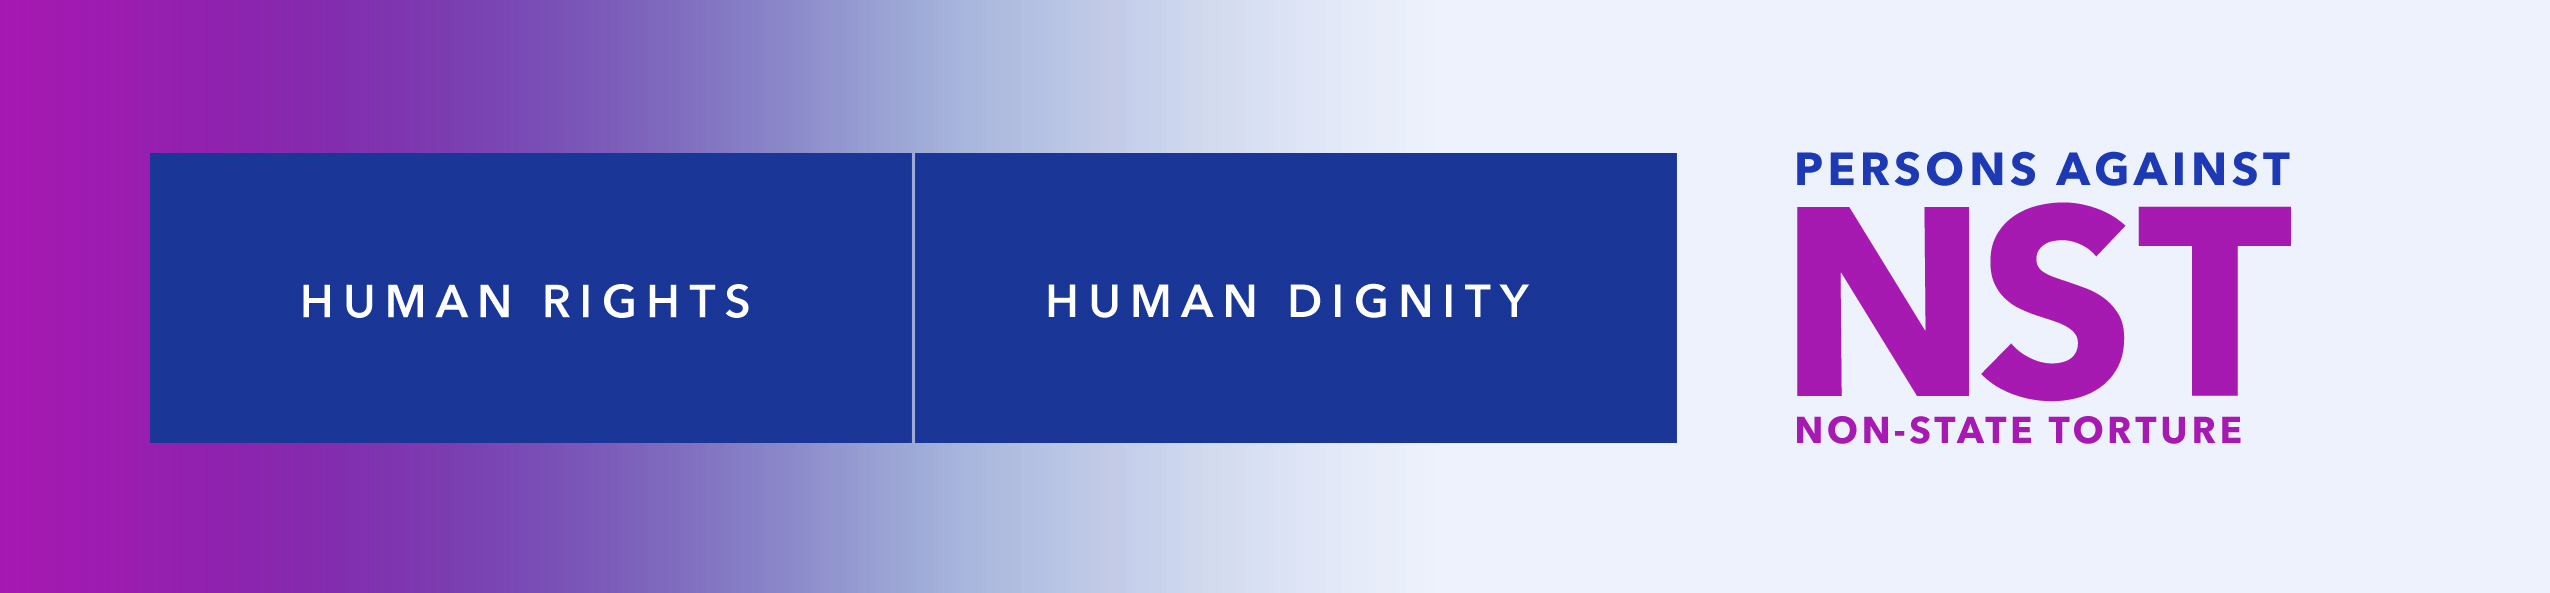 HUMAN RIGHTS
HUMAN DIGNITY
PERSONS AGAINST
NST
NON-STATE TORTURE